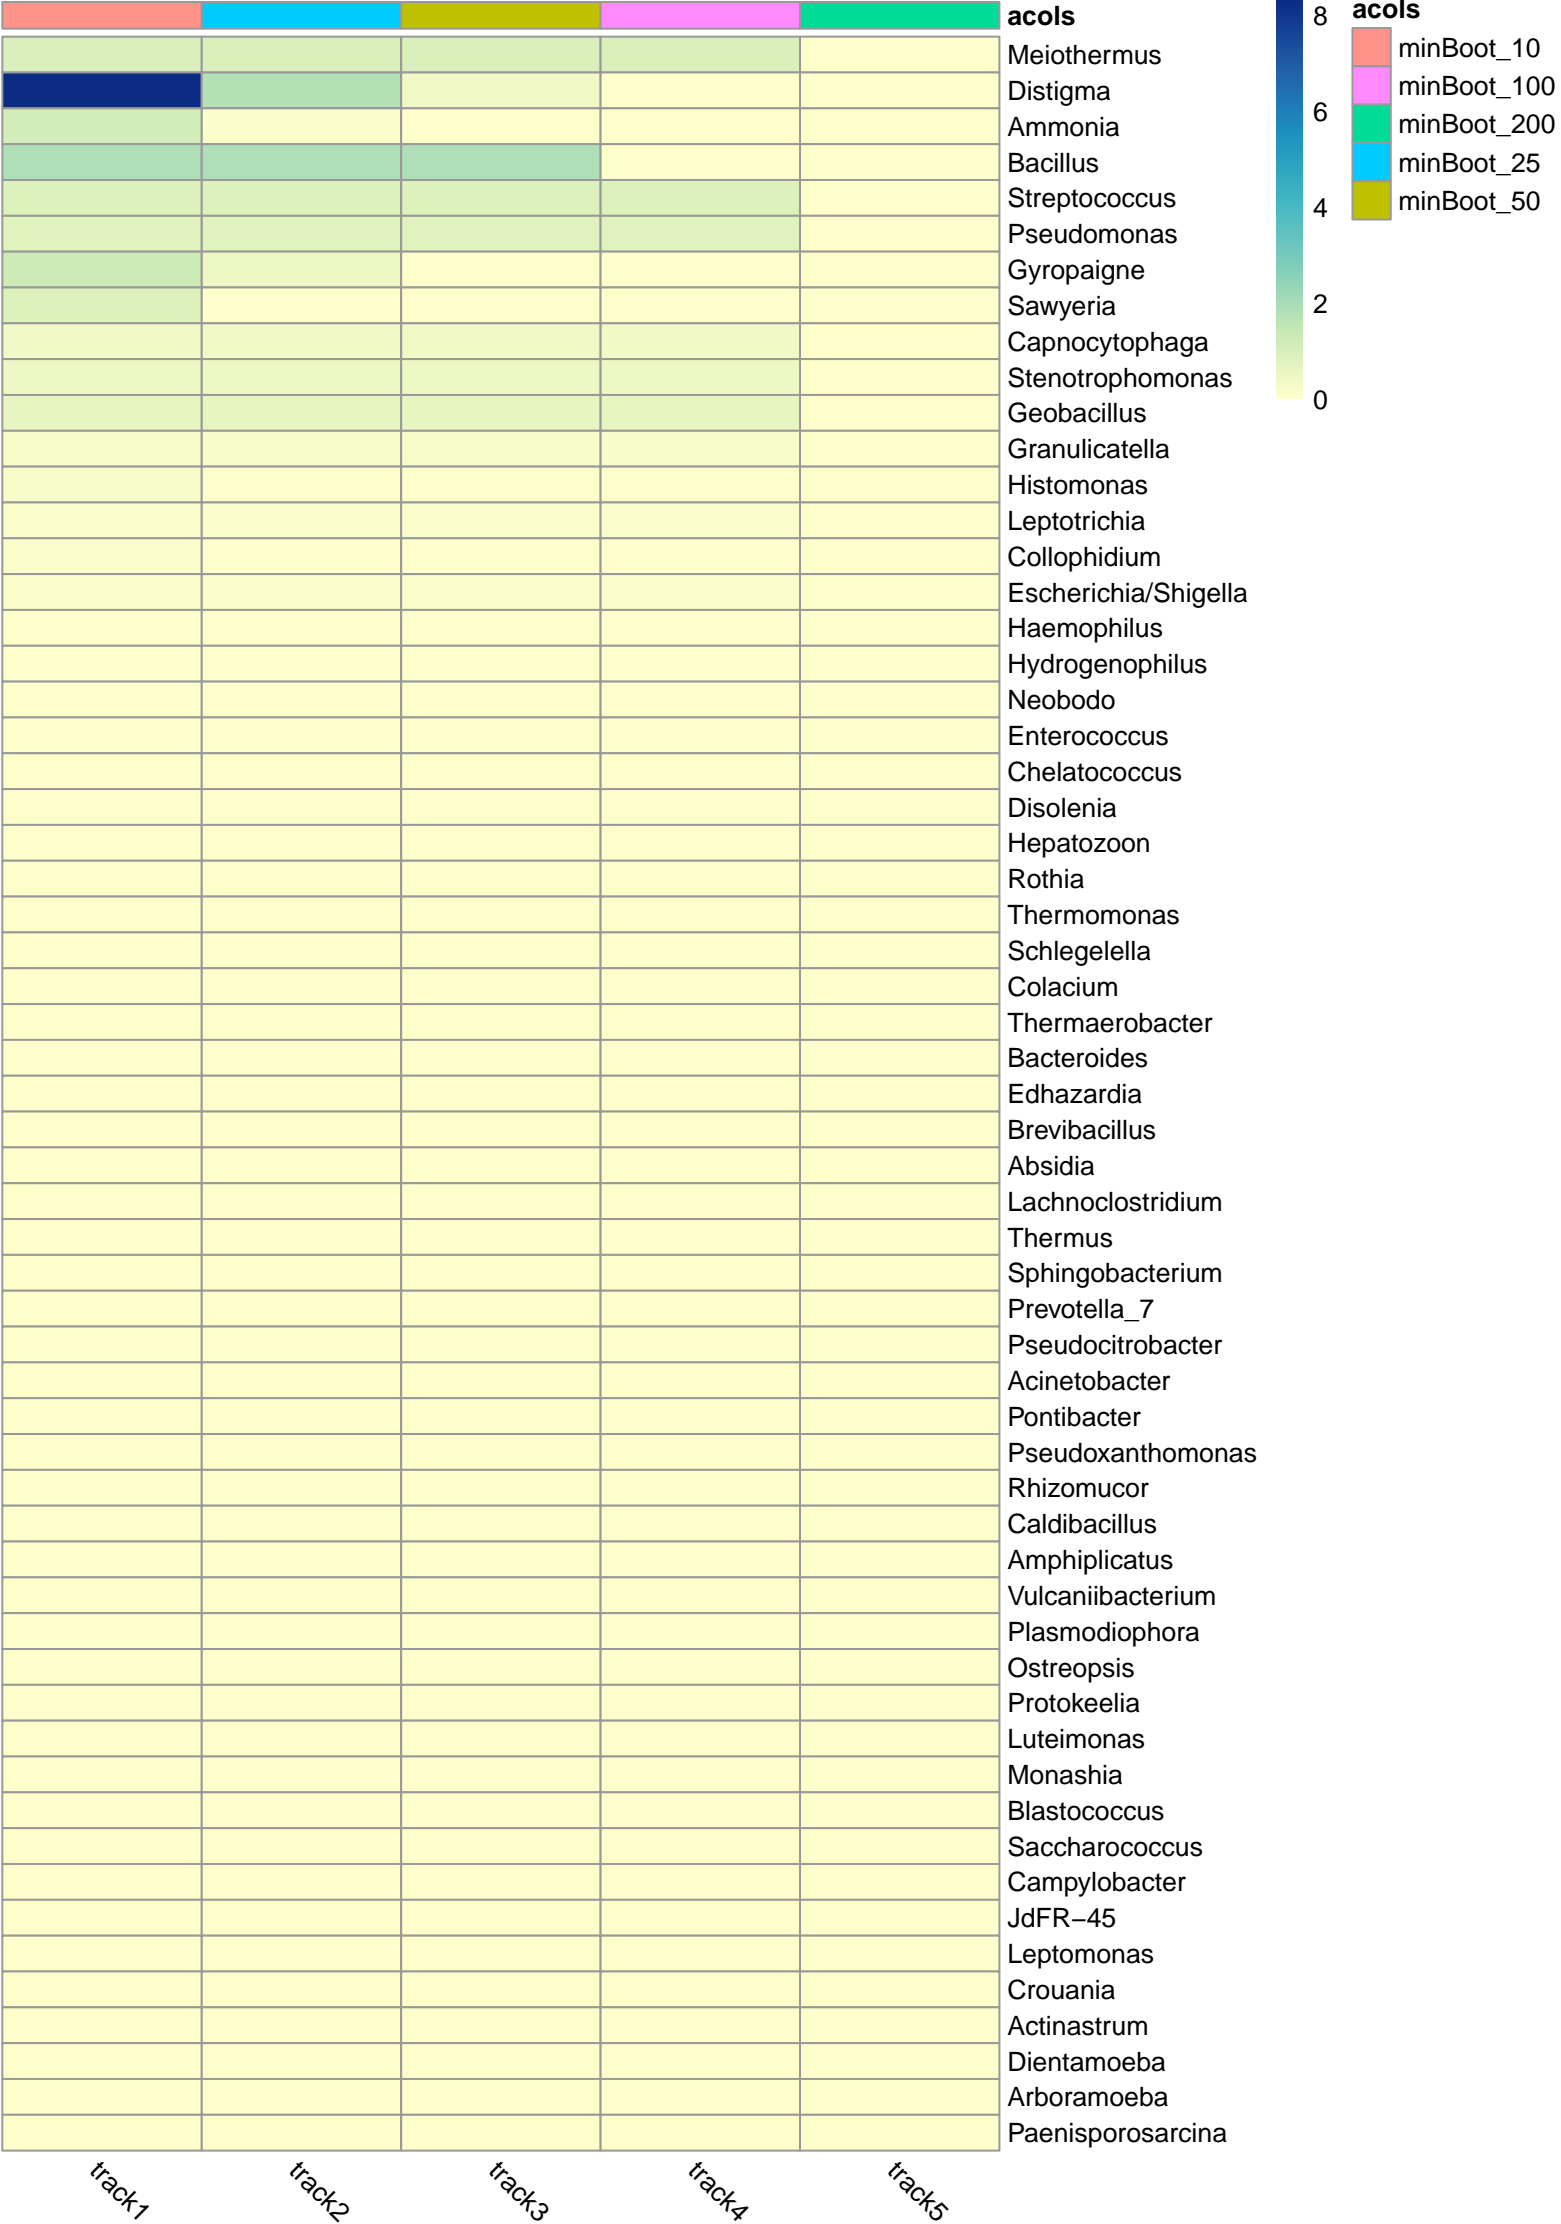 acols
Meiothermus
Distigma
Ammonia
Bacillus
Streptococcus
Pseudomonas
Gyropaigne
Sawyeria
Capnocytophaga
Stenotrophomonas
Geobacillus
Granulicatella
Histomonas
Leptotrichia
Collophidium
Escherichia/Shigella
Haemophilus
Hydrogenophilus
Neobodo
Enterococcus
Chelatococcus
Disolenia
Hepatozoon
Rothia
Thermomonas
Schlegelella
Colacium
Thermaerobacter
Bacteroides
Edhazardia
Brevibacillus
Absidia
Lachnoclostridium
Thermus
Sphingobacterium
Prevotella_7
Pseudocitrobacter
Acinetobacter
Pontibacter
Pseudoxanthomonas
Rhizomucor
Caldibacillus
Amphiplicatus
Vulcaniibacterium
Plasmodiophora
Ostreopsis
Protokeelia
Luteimonas
Monashia
Blastococcus
Saccharococcus
Campylobacter
JdFR−45
Leptomonas
Crouania
Actinastrum
Dientamoeba
Arboramoeba
Paenisporosarcina
track1
track2
track3
track4
track5
8
6
4
2
0
acols
minBoot_10
minBoot_100
minBoot_200
minBoot_25
minBoot_50